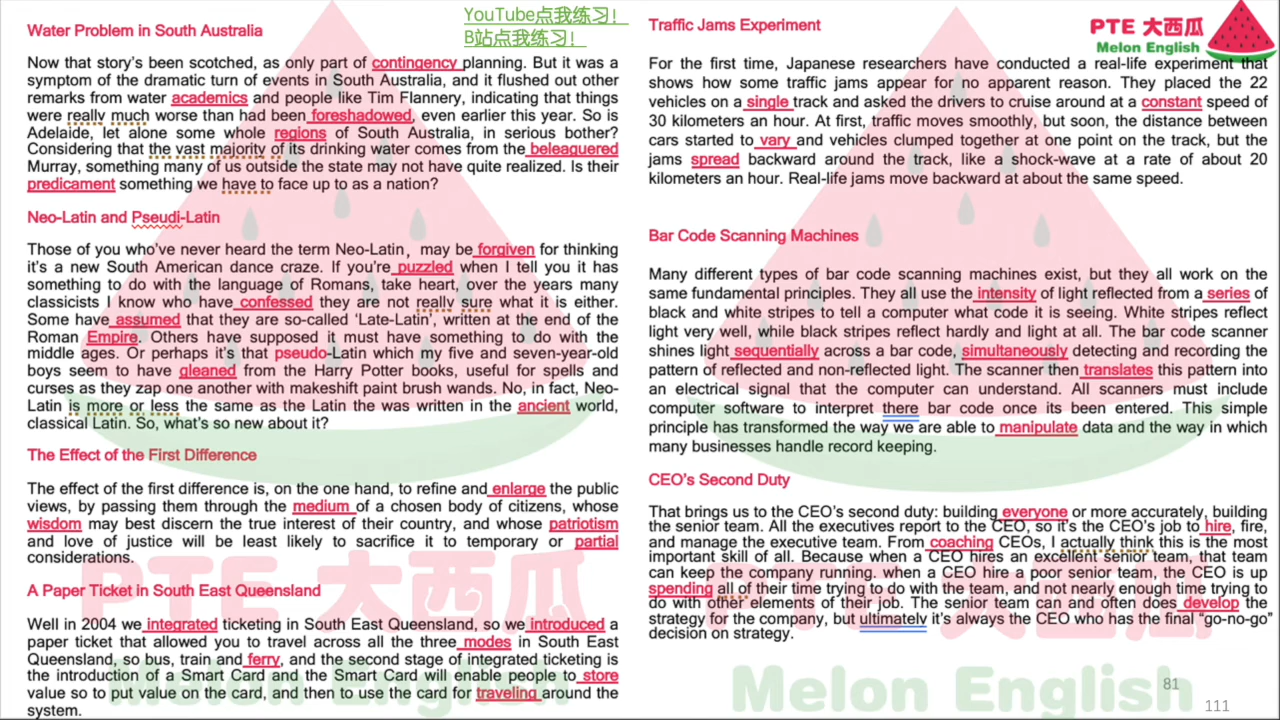 YouTube点我练习！
B站点我练习！
Water Problem in South Australia
Now that story's been scotched, as only part of contingency planning. But it was a
symptom of the dramatic turn of events in South Australia, and it flushed out other
remarks from water academics and people like Tim Flannery, indicating that things
were really much worse than had been foreshadowed, even earlier this year. So is
Adelaide, let alone some whole regions of South Australia, in serious bother?
Considering that the vast majority of its drinking water comes from the beleaguered
Murray, something many of us outside the state may not have quite realized. Is their
predicament something we have to face up to as a nation?
Neo-Latin and Pseudi-Latin
Those of you who've never heard the term Neo-Latin, may be forgiven for thinking
it's a new South American dance craze. If you're puzzled when I tell you it has
something to do with the language of Romans, take heart, over the years many
classicists I know who have confessed they are not really sure what it is either.
Some have assumed that they are so-called 'Late-Latin', written at the end of the
Roman Empire. Others have supposed it must have something to do with the
middle ages. Or perhaps it's that pseudo-Latin which my five and seven-year-old
boys seem to have gleaned from the Harry Potter books, useful for spells and
curses as they zap one another with makeshift paint brush wands. No, in fact, Neo-
Latin is more or less the same as the Latin the was written in the ancient world,
classical Latin. So, what's so new about it?
The Effect of the First Difference
The effect of the first difference is, on the one hand, to refine and enlarge the public
views, by passing them through the medium of a chosen body of citizens, whose
wisdom may best discern the true interest of their country, and whose patriotism
and love of justice will be least likely to sacrifice it to temporary or partial
considerations.
A Paper Ticket in South East Queensland
Well in 2004 we integrated ticketing in South East Queensland, so we introduced a
paper ticket that allowed you to travel across all the three modes in South East
Queensland, so bus, train and ferry, and the second stage of integrated ticketing is
the introduction of a Smart Card and the Smart Card will enable people to store
value so to put value on the card, and then to use the card for traveling around the
system.
Traffic Jams Experiment
PTE 大西瓜
Melon English
For the first time, Japanese researchers have conducted a real-life experiment that
shows how some traffic jams appear for no apparent reason. They placed the 22
vehicles on a single track and asked the drivers to cruise around at a constant speed of
30 kilometers an hour. At first, traffic moves smoothly, but soon, the distance between
cars started to vary and vehicles clumped together at one point on the track, but the
jams spread backward around the track, like a shock-wave at a rate of about 20
kilometers an hour. Real-life jams move backward at about the same speed.
Bar Code Scanning Machines
Many different types of bar code scanning machines exist, but they all work on the
same fundamental principles. They all use the intensity of light reflected from a series of
black and white stripes to tell a computer what code it is seeing. White stripes reflect
light very well, while black stripes reflect hardly and light at all. The bar code scanner
shines light sequentially across a bar code, simultaneously detecting and recording the
pattern of reflected and non-reflected light. The scanner then translates this pattern into
an electrical signal that the computer can understand. All scanners must include
computer software to interpret there bar code once its been entered. This simple
principle has transformed the way we are able to manipulate data and the way in which
many businesses handle record keeping.
CEO's Second Duty
That brings us to the CEO's second duty: building everyone or more accurately, building
the senior team. All the executives report to the CEO, so it's the CEO's job to hire, fire,
and manage the executive team. From coaching CEOs, I actually think this is the most
important skill of all. Because when a CEO hires an excellent senior team, that team
can keep the company running. when a CEO hire a poor senior team, the CEO is up
spending all of their time trying to do with the team, and not nearly enough time trying to
do with other elements of their job. The senior team can and often does develop the
strategy for the company, but ultimately it's always the CEO who has the final "go-no-go"
decision on strategy.
PTE 大西瓜
Melon English
PTE 大西瓜
Melon English
81
111